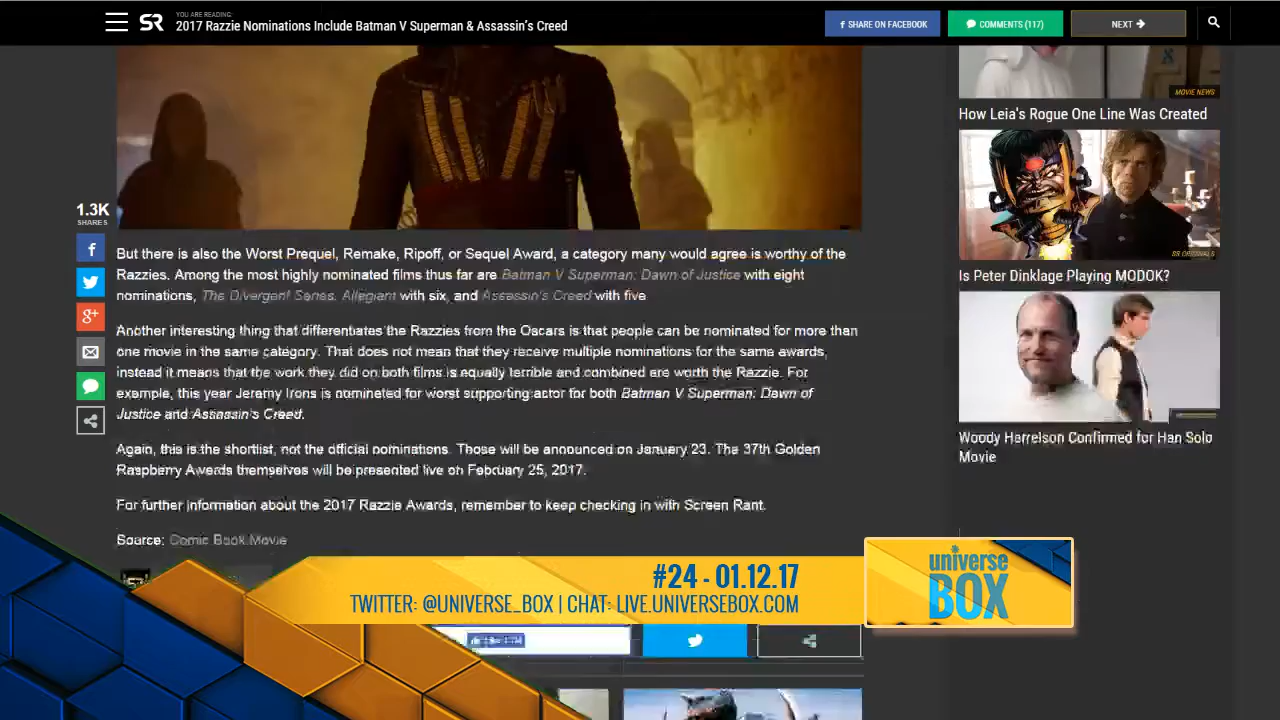 SR
YOU ARE READING:
2017 Razzie Nominations Include Batman V Superman & Assassin's Creed
f SHARE ON FACEBOOK
COMMENTS (117)
NEXT
MOVIE NEWS
How Leia's Rogue One Line Was Created
SR ORIGINALS
Is Peter Dinklage Playing MODOK?
Woody Harrelson Confirmed for Han Solo
Movie
1.3K
SHARES
f
g+
But there is also the Worst Prequel, Remake, Ripoff, or Sequel Award, a category many would agree is worthy of the
Razzies. Among the most highly nominated films thus far are Batman V Superman: Dawn of Justice with eight
nominations, The Divergent Series: Allegiant with six, and Assassin's Creed with five
Another interesting thing that differentiates the Razzies from the Oscars is that people can be nominated for more than
one movie in the same category. That does not mean that they receive multiple nominations for the same awards,
instead it means that the work they did on both films is equally terrible and combined are worth the Razzie. For
example, this year Jeremy Irons is nominated for worst supporting actor for both Batman V Superman: Dawn of
Justice and Assassin's Creed.
Again, this is the shortlist, not the official nominations. Those will be announced on January 23. The 37th Golden
Raspberry Awards themselves will be presented live on February 25, 2017.
For further information about the 2017 Razzie Awards, remember to keep checking in with Screen Rant.
Source: Comic Book Movie
#24 - 01.12.17
TWITTER: @UNIVERSE_BOX | CHAT: LIVE.UNIVERSEBOX.COM
universe
BOX